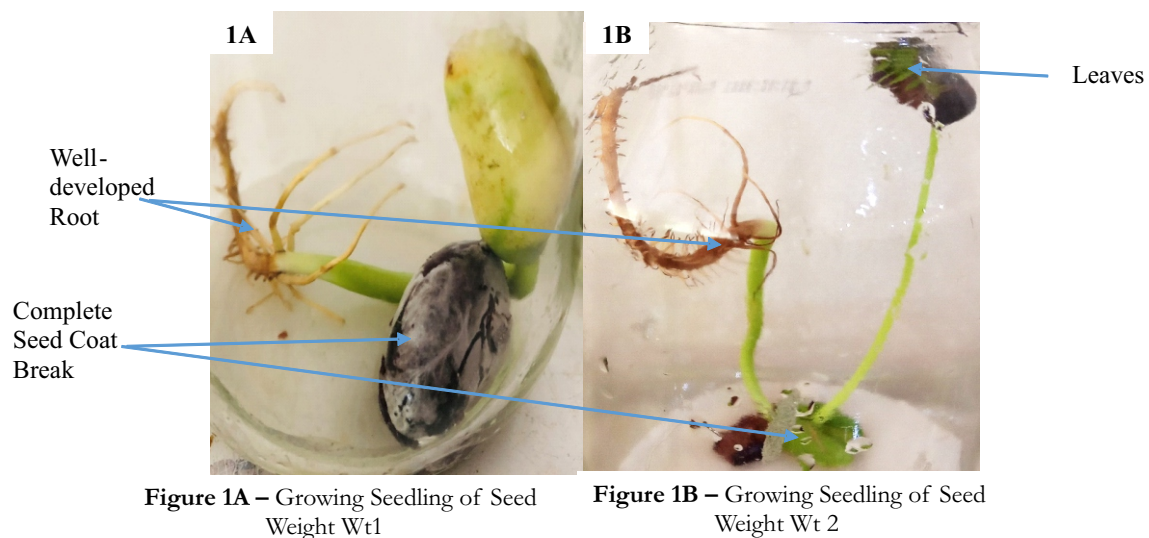 1A
1B
Leaves
Well-
developed
Root
Complete
Seed Coat
Break
Figure 1A – Growing Seedling of Seed
Weight Wt1
Figure 1B – Growing Seedling of Seed
Weight Wt 2